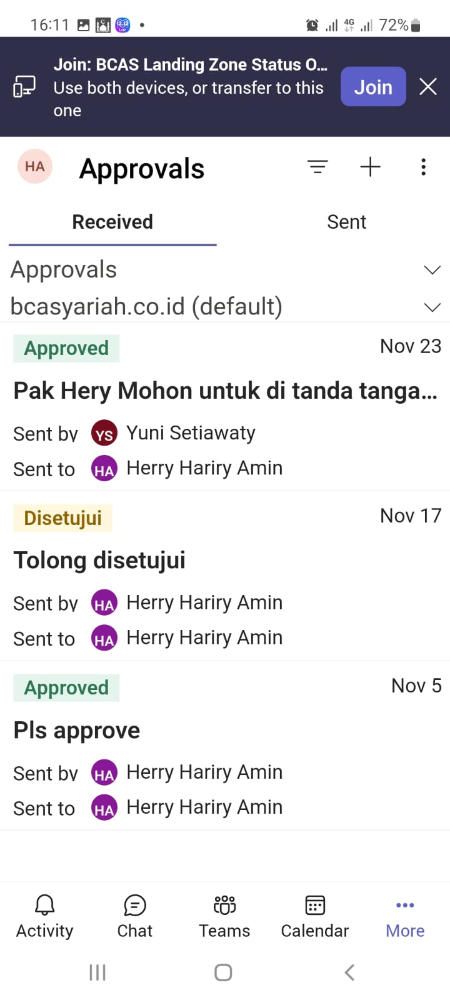 16:11
12.12
Laz
4G
72%
Join: BCAS Landing Zone Status O...
Use both devices, or transfer to this
one
Join
HA
Approvals
Received
Sent
Approvals
bcasyariah.co.id (default)
Approved
Nov 23
Pak Hery Mohon untuk di tanda tanga...
Sent by YS Yuni Setiawaty
Sent to HA Herry Hariry Amin
Disetujui
Nov 17
Tolong disetujui
Sent by HA Herry Hariry Amin
Sent to HA Herry Hariry Amin
Approved
Nov 5
Pls approve
Sent by HA Herry Hariry Amin
Sent to HA Herry Hariry Amin
Activity
Chat
Teams
Calendar
More